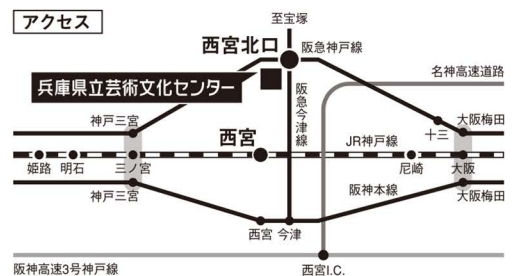 アクセス
至宝塚
西宮北口
阪急神戸線
兵庫県立芸術文化センター
名神高速道路
阪急今津線
神戸三宮
十三
大阪梅田
西宮
JR神戸線
姫路
明石
三ノ宮
尼崎
大阪
神戸三宮
阪神本線
大阪梅田
西宮
今津
阪神高速3号神戸線
西宮I.C.